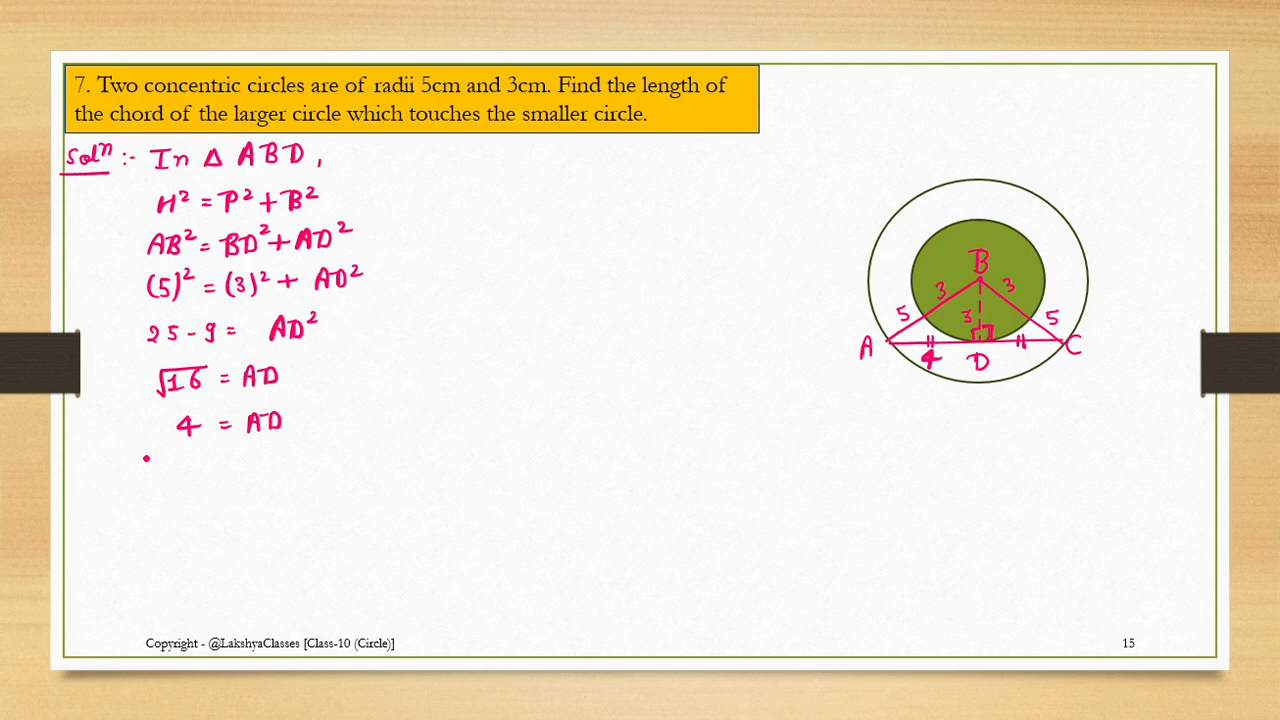 7. Two concentric circles are of radii 5cm and 3cm. Find the length of
the chord of the larger circle which touches the smaller circle.
Solⁿ :- In Δ ABD,
H² = P² + B²
AB² = BD² + AD²
(5)² = (3)² + AD²
25 - 9 = AD²
√16 = AD
4 = AD
B
3 3
5 3 5
A C
4 D
Copyright - @LakshyaClasses [Class-10 (Circle)] 15